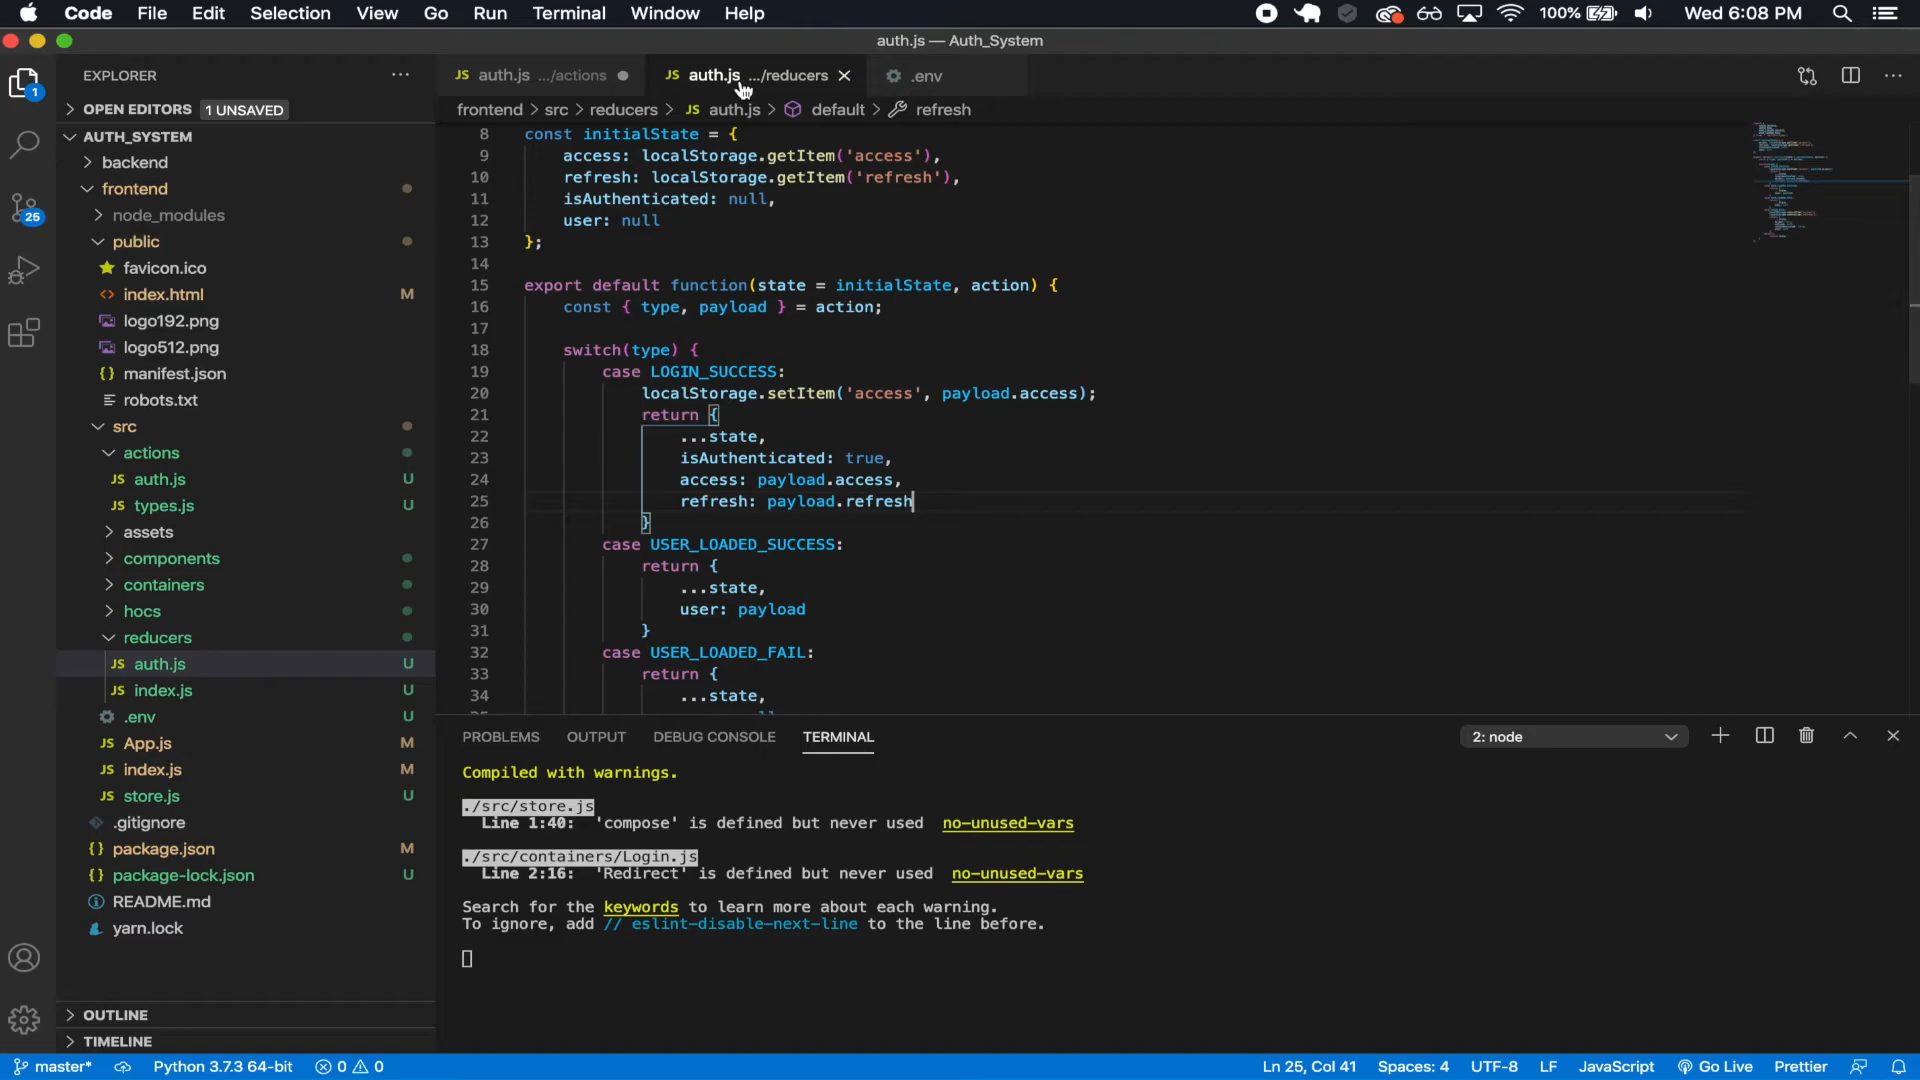 Code File Edit Selection View Go Run Terminal Window Help 100% Wed 6:08 PM
auth.js — Auth_System
EXPLORER
OPEN EDITORS 1 UNSAVED
AUTH_SYSTEM
backend
frontend
node_modules
public
favicon.ico
index.html M
logo192.png
logo512.png
{} manifest.json
robots.txt
src
actions
JS auth.js U
JS types.js U
assets
components
containers
hocs
reducers
JS auth.js U
JS index.js U
.env U
JS App.js M
JS index.js M
JS store.js U
.gitignore
{} package.json M
{} package-lock.json U
README.md
yarn.lock
OUTLINE
TIMELINE
1
25
JS auth.js .../actions
JS auth.js .../reducers
.env
frontend > src > reducers > JS auth.js > default > refresh
8 const initialState = {
9 access: localStorage.getItem('access'),
10 refresh: localStorage.getItem('refresh'),
11 isAuthenticated: null,
12 user: null
13 };
14
15 export default function(state = initialState, action) {
16 const { type, payload } = action;
17
18 switch(type) {
19 case LOGIN_SUCCESS:
20 localStorage.setItem('access', payload.access);
21 return {
22 ...state,
23 isAuthenticated: true,
24 access: payload.access,
25 refresh: payload.refresh
26 }
27 case USER_LOADED_SUCCESS:
28 return {
29 ...state,
30 user: payload
31 }
32 case USER_LOADED_FAIL:
33 return {
34 ...state,
PROBLEMS OUTPUT DEBUG CONSOLE TERMINAL 2: node
Compiled with warnings.
./src/store.js
Line 1:40: 'compose' is defined but never used no-unused-vars
./src/containers/Login.js
Line 2:16: 'Redirect' is defined but never used no-unused-vars
Search for the keywords to learn more about each warning.
To ignore, add // eslint-disable-next-line to the line before.
master* Python 3.7.3 64-bit 0 0 Ln 25, Col 41 Spaces: 4 UTF-8 LF JavaScript Go Live Prettier